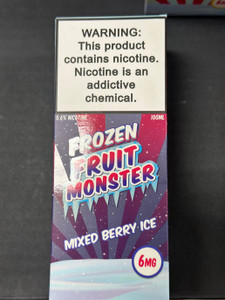 WARNING:
This product
contains nicotine.
Nicotine is an
addictive
chemical.
0.6% NICOTINE 100ML
FROZEN
FRUIT
MONSTER
MIXED BERRY ICE
6MG